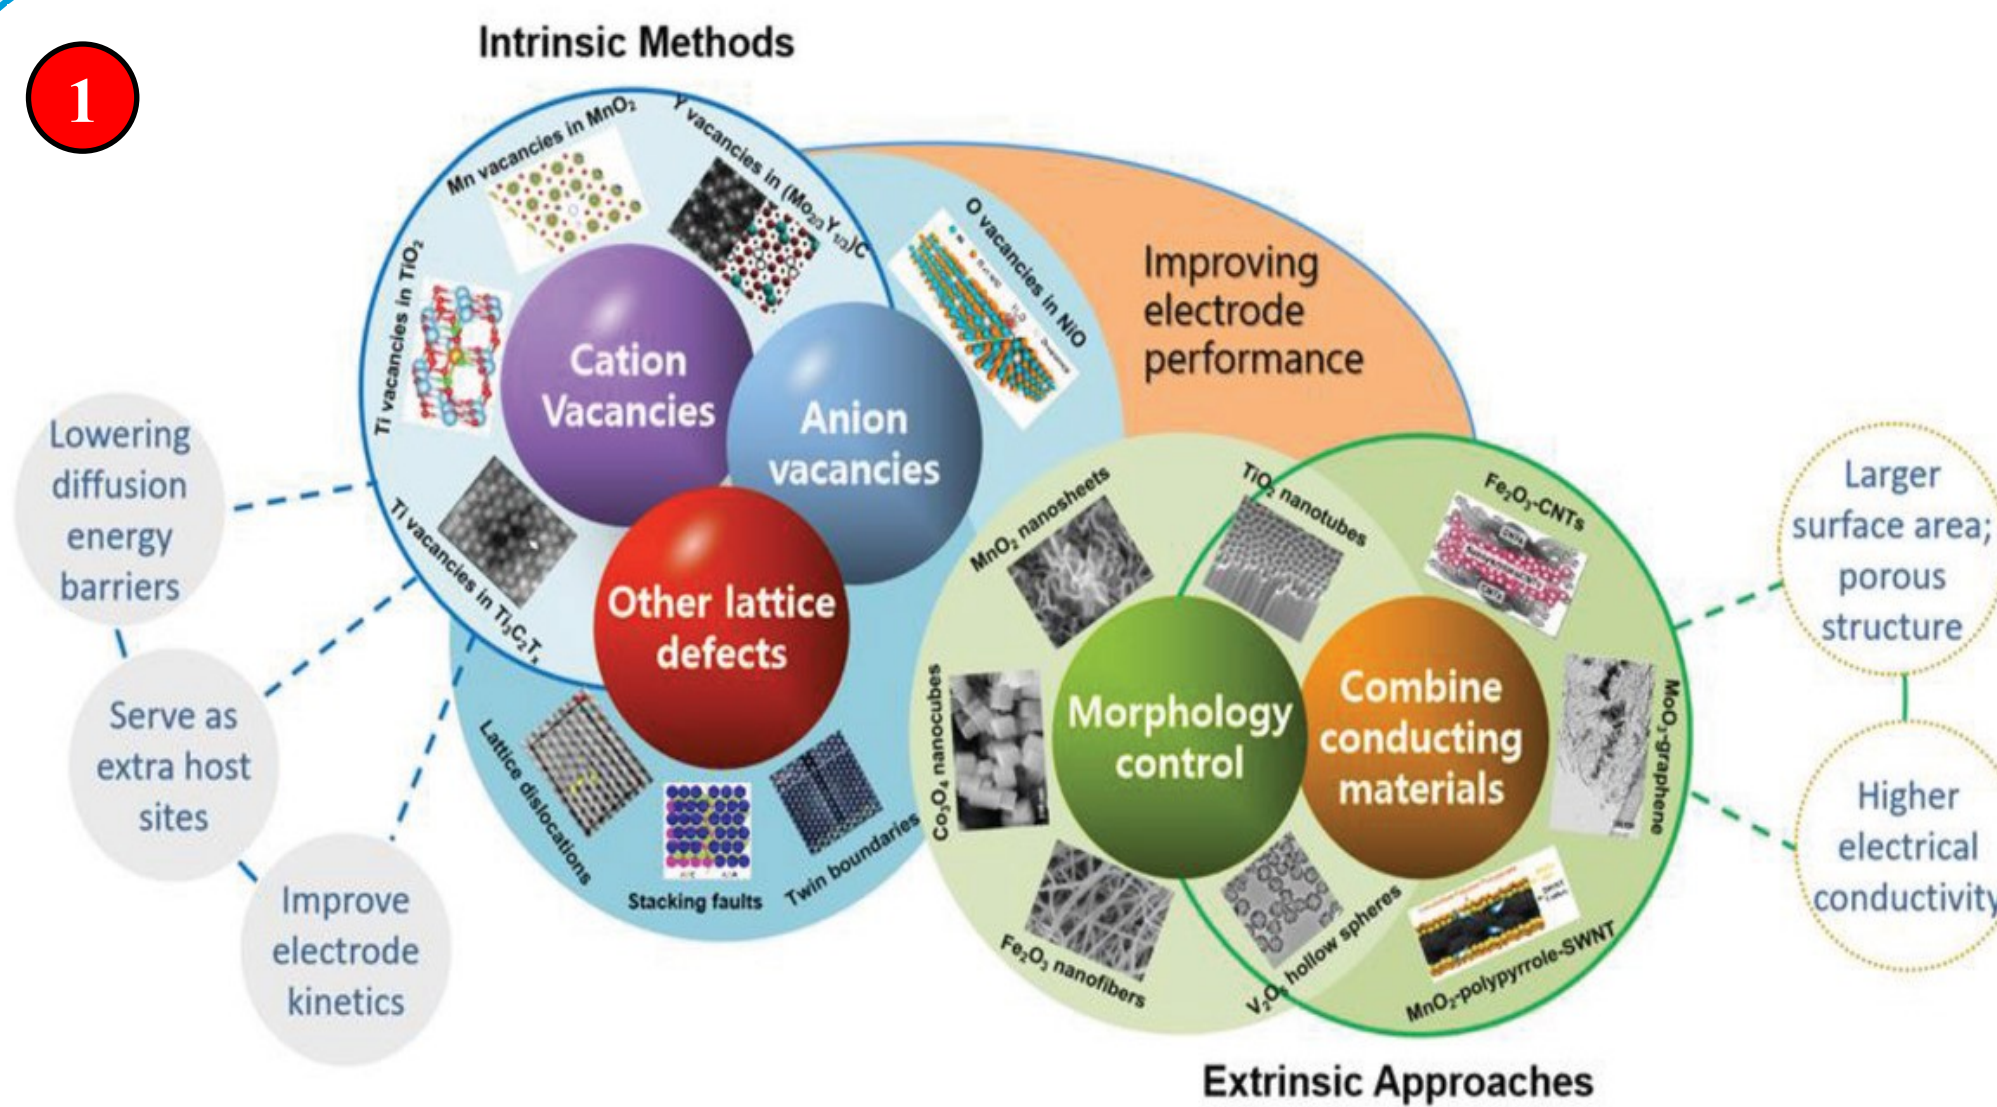 1
Intrinsic Methods
Mn vacancies in MnO₂
Y vacancies in (Mo₂/₃Y₁/₃)C
Ti vacancies in TiO₂
O vacancies in NiO
Improving
electrode
performance
Cation
Vacancies
Anion
vacancies
Ti vacancies in Ti₃C₂Tₓ
Other lattice
defects
Lattice dislocations
Stacking faults
Twin boundaries
Lowering
diffusion
energy
barriers
Serve as
extra host
sites
Improve
electrode
kinetics
MnO₂ nanosheets
TiO₂ nanotubes
Fe₂O₃-CNTs
CNTs
CNTs
Co₃O₄ nanocubes
Morphology
control
Combine
conducting
materials
MoO₃-graphene
Fe₂O₃ nanofibers
V₂O₅ hollow spheres
MnO₂-polypyrrole-SWNT
Larger
surface area;
porous
structure
Higher
electrical
conductivity
Extrinsic Approaches